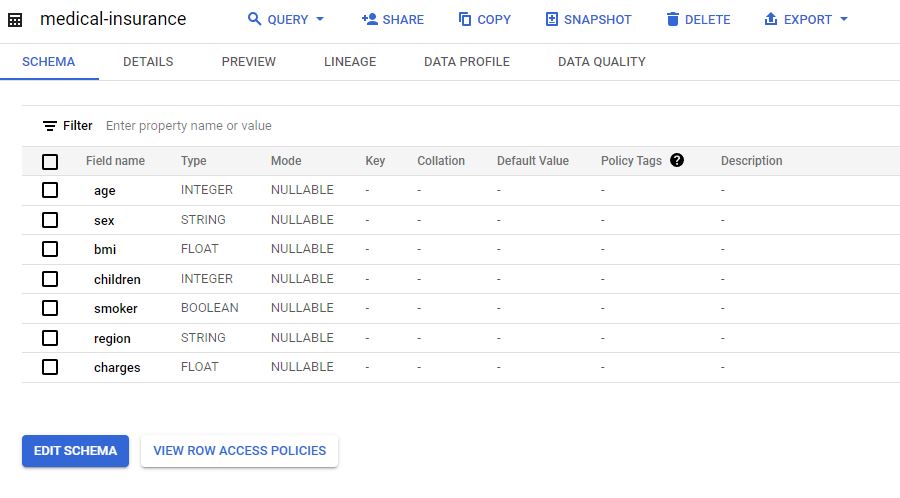 medical-insurance QUERY SHARE COPY SNAPSHOT DELETE EXPORT
SCHEMA DETAILS PREVIEW LINEAGE DATA PROFILE DATA QUALITY
Filter Enter property name or value
Field name Type Mode Key Collation Default Value Policy Tags ? Description
age INTEGER NULLABLE - - - - -
sex STRING NULLABLE - - - - -
bmi FLOAT NULLABLE - - - - -
children INTEGER NULLABLE - - - - -
smoker BOOLEAN NULLABLE - - - - -
region STRING NULLABLE - - - - -
charges FLOAT NULLABLE - - - - -
EDIT SCHEMA VIEW ROW ACCESS POLICIES